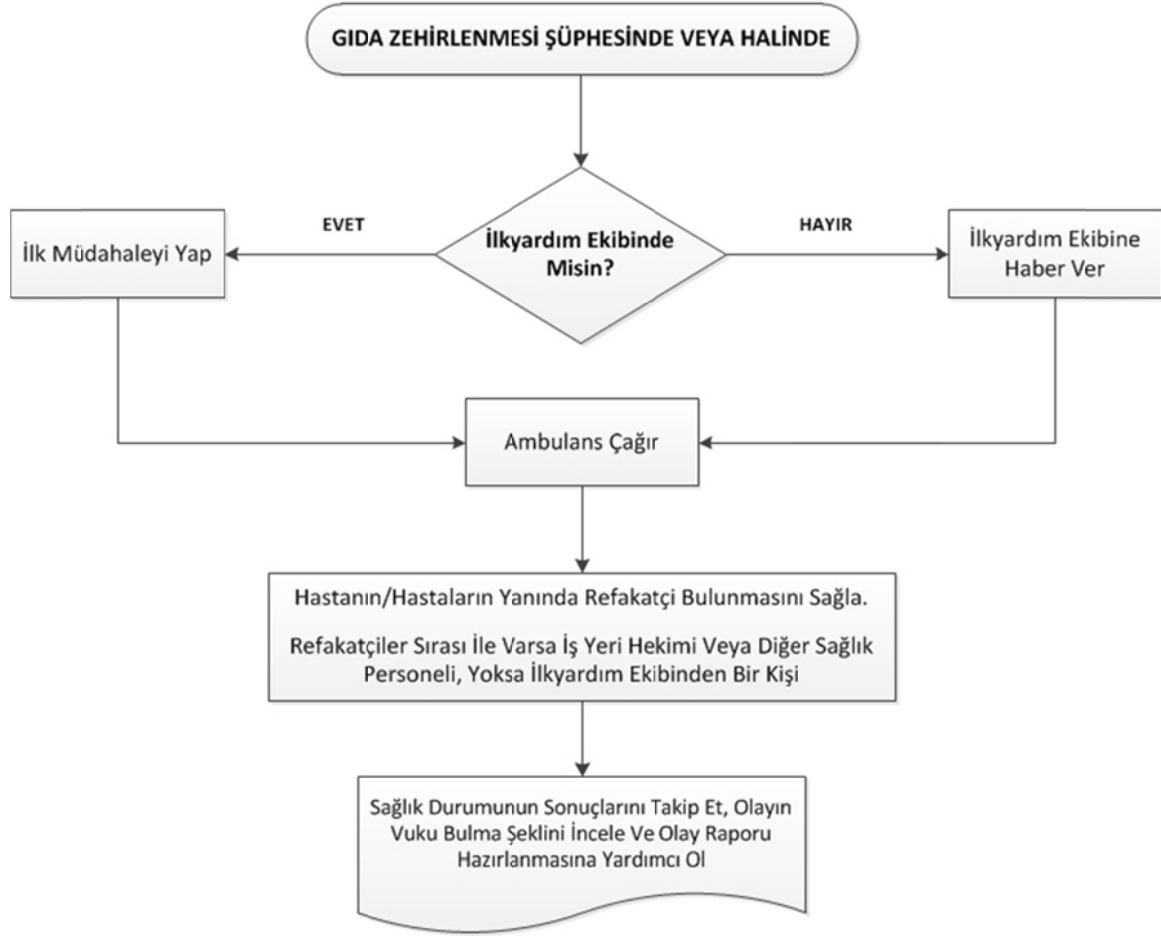 GIDA ZEHİRLENMESİ ŞÜPHESİNDE VEYA HALİNDE
EVET
HAYIR
İlk Müdahaleyi Yap
İlkyardım Ekibinde
Misin?
İlkyardım Ekibine
Haber Ver
Ambulans Çağır
Hastanın/Hastaların Yanında Refakatçi Bulunmasını Sağla.
Refakatçiler Sırası İle Varsa İş Yeri Hekimi Veya Diğer Sağlık
Personeli, Yoksa İlkyardım Ekibinden Bir Kişi
Sağlık Durumunun Sonuçlarını Takip Et, Olayın
Vuku Bulma Şeklini İncele Ve Olay Raporu
Hazırlanmasına Yardımcı Ol